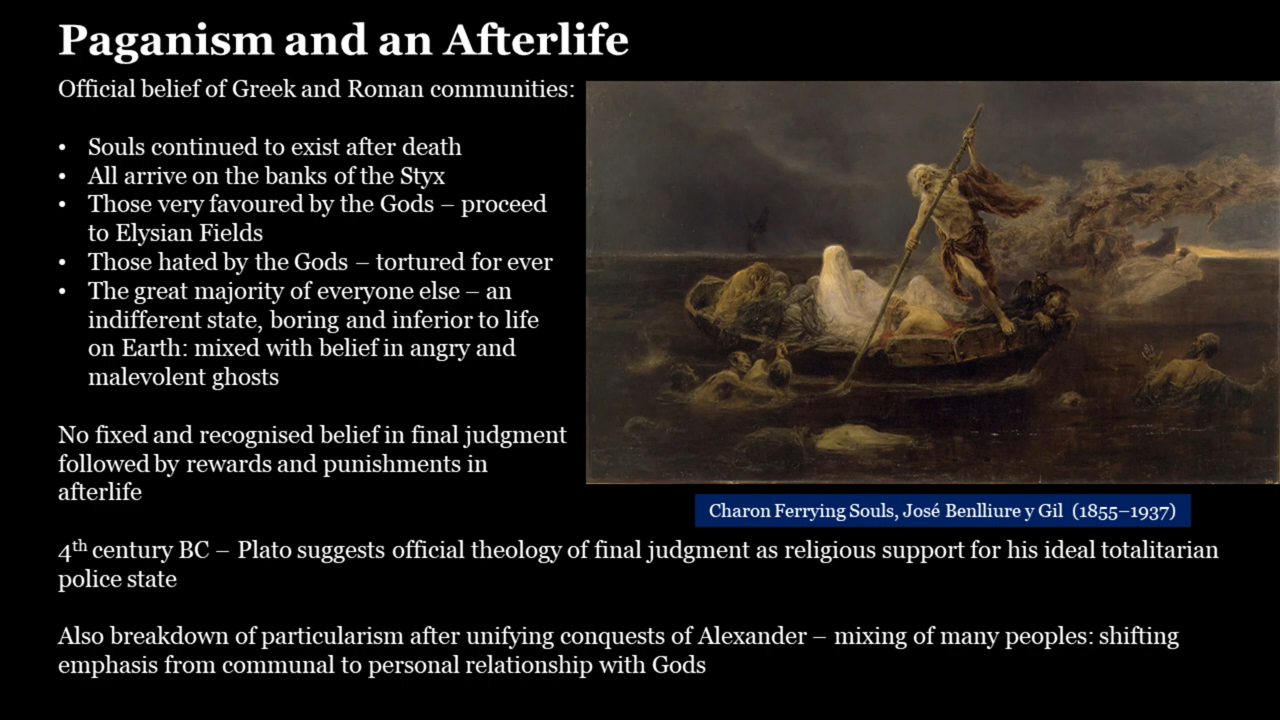 Paganism and an Afterlife
Official belief of Greek and Roman communities:
• Souls continued to exist after death
• All arrive on the banks of the Styx
• Those very favoured by the Gods – proceed
to Elysian Fields
• Those hated by the Gods – tortured for ever
• The great majority of everyone else – an
indifferent state, boring and inferior to life
on Earth: mixed with belief in angry and
malevolent ghosts
No fixed and recognised belief in final judgment
followed by rewards and punishments in
afterlife
Charon Ferrying Souls, José Benlliure y Gil (1855–1937)
4th century BC – Plato suggests official theology of final judgment as religious support for his ideal totalitarian
police state
Also breakdown of particularism after unifying conquests of Alexander – mixing of many peoples: shifting
emphasis from communal to personal relationship with Gods